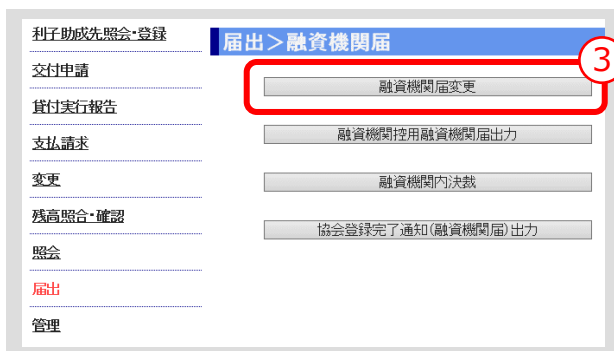 利子助成先照会・登録
交付申請
貸付実行報告
支払請求
変更
残高照合・確認
照会
届出
管理
届出＞融資機関届
3
融資機関届変更
融資機関控用融資機関届出力
融資機関内決裁
協会登録完了通知(融資機関届)出力